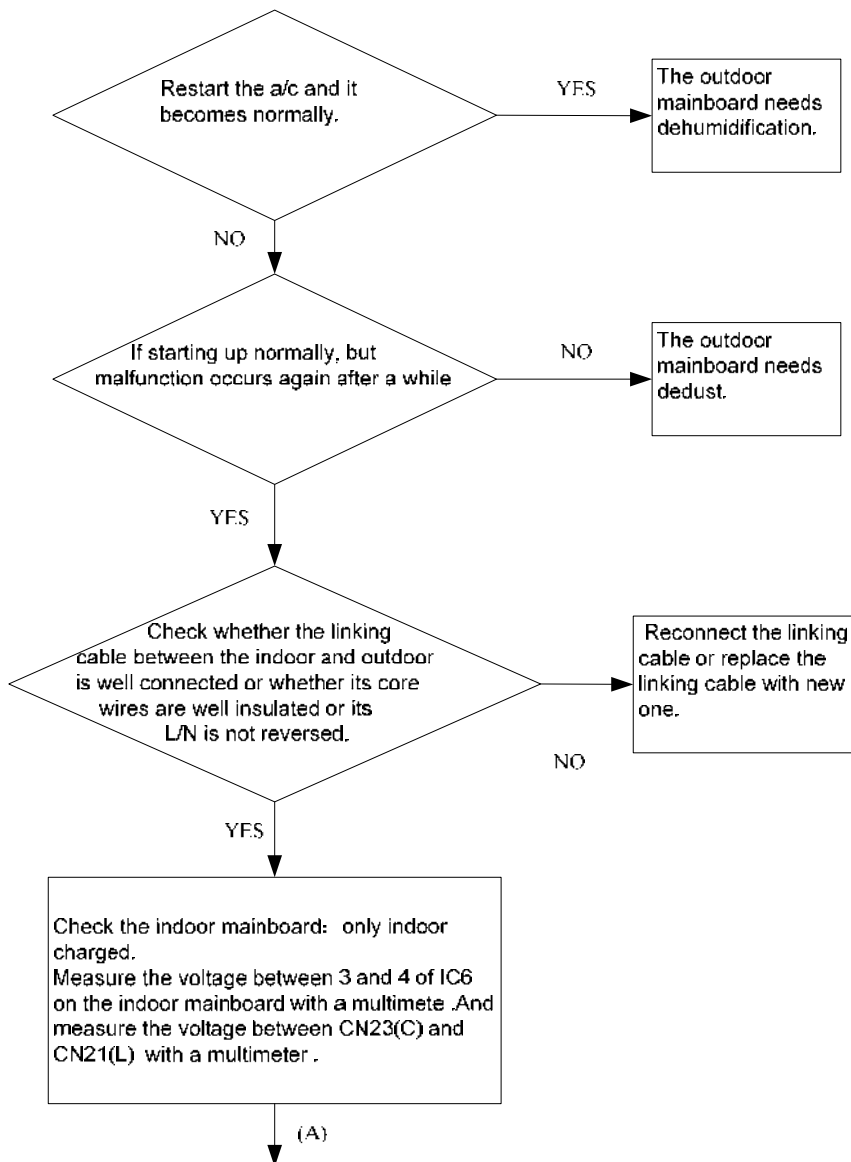 Restart the a/c and it
becomes normally.
YES
The outdoor
mainboard needs
dehumidification.
NO
If starting up normally, but
malfunction occurs again after a while
NO
The outdoor
mainboard needs
dedust.
YES
Check whether the linking
cable between the indoor and outdoor
is well connected or whether its core
wires are well insulated or its
L/N is not reversed.
NO
Reconnect the linking
cable or replace the
linking cable with new
one.
YES
Check the indoor mainboard: only indoor
charged.
Measure the voltage between 3 and 4 of IC6
on the indoor mainboard with a multimete .And
measure the voltage between CN23(C) and
CN21(L) with a multimeter .
(A)